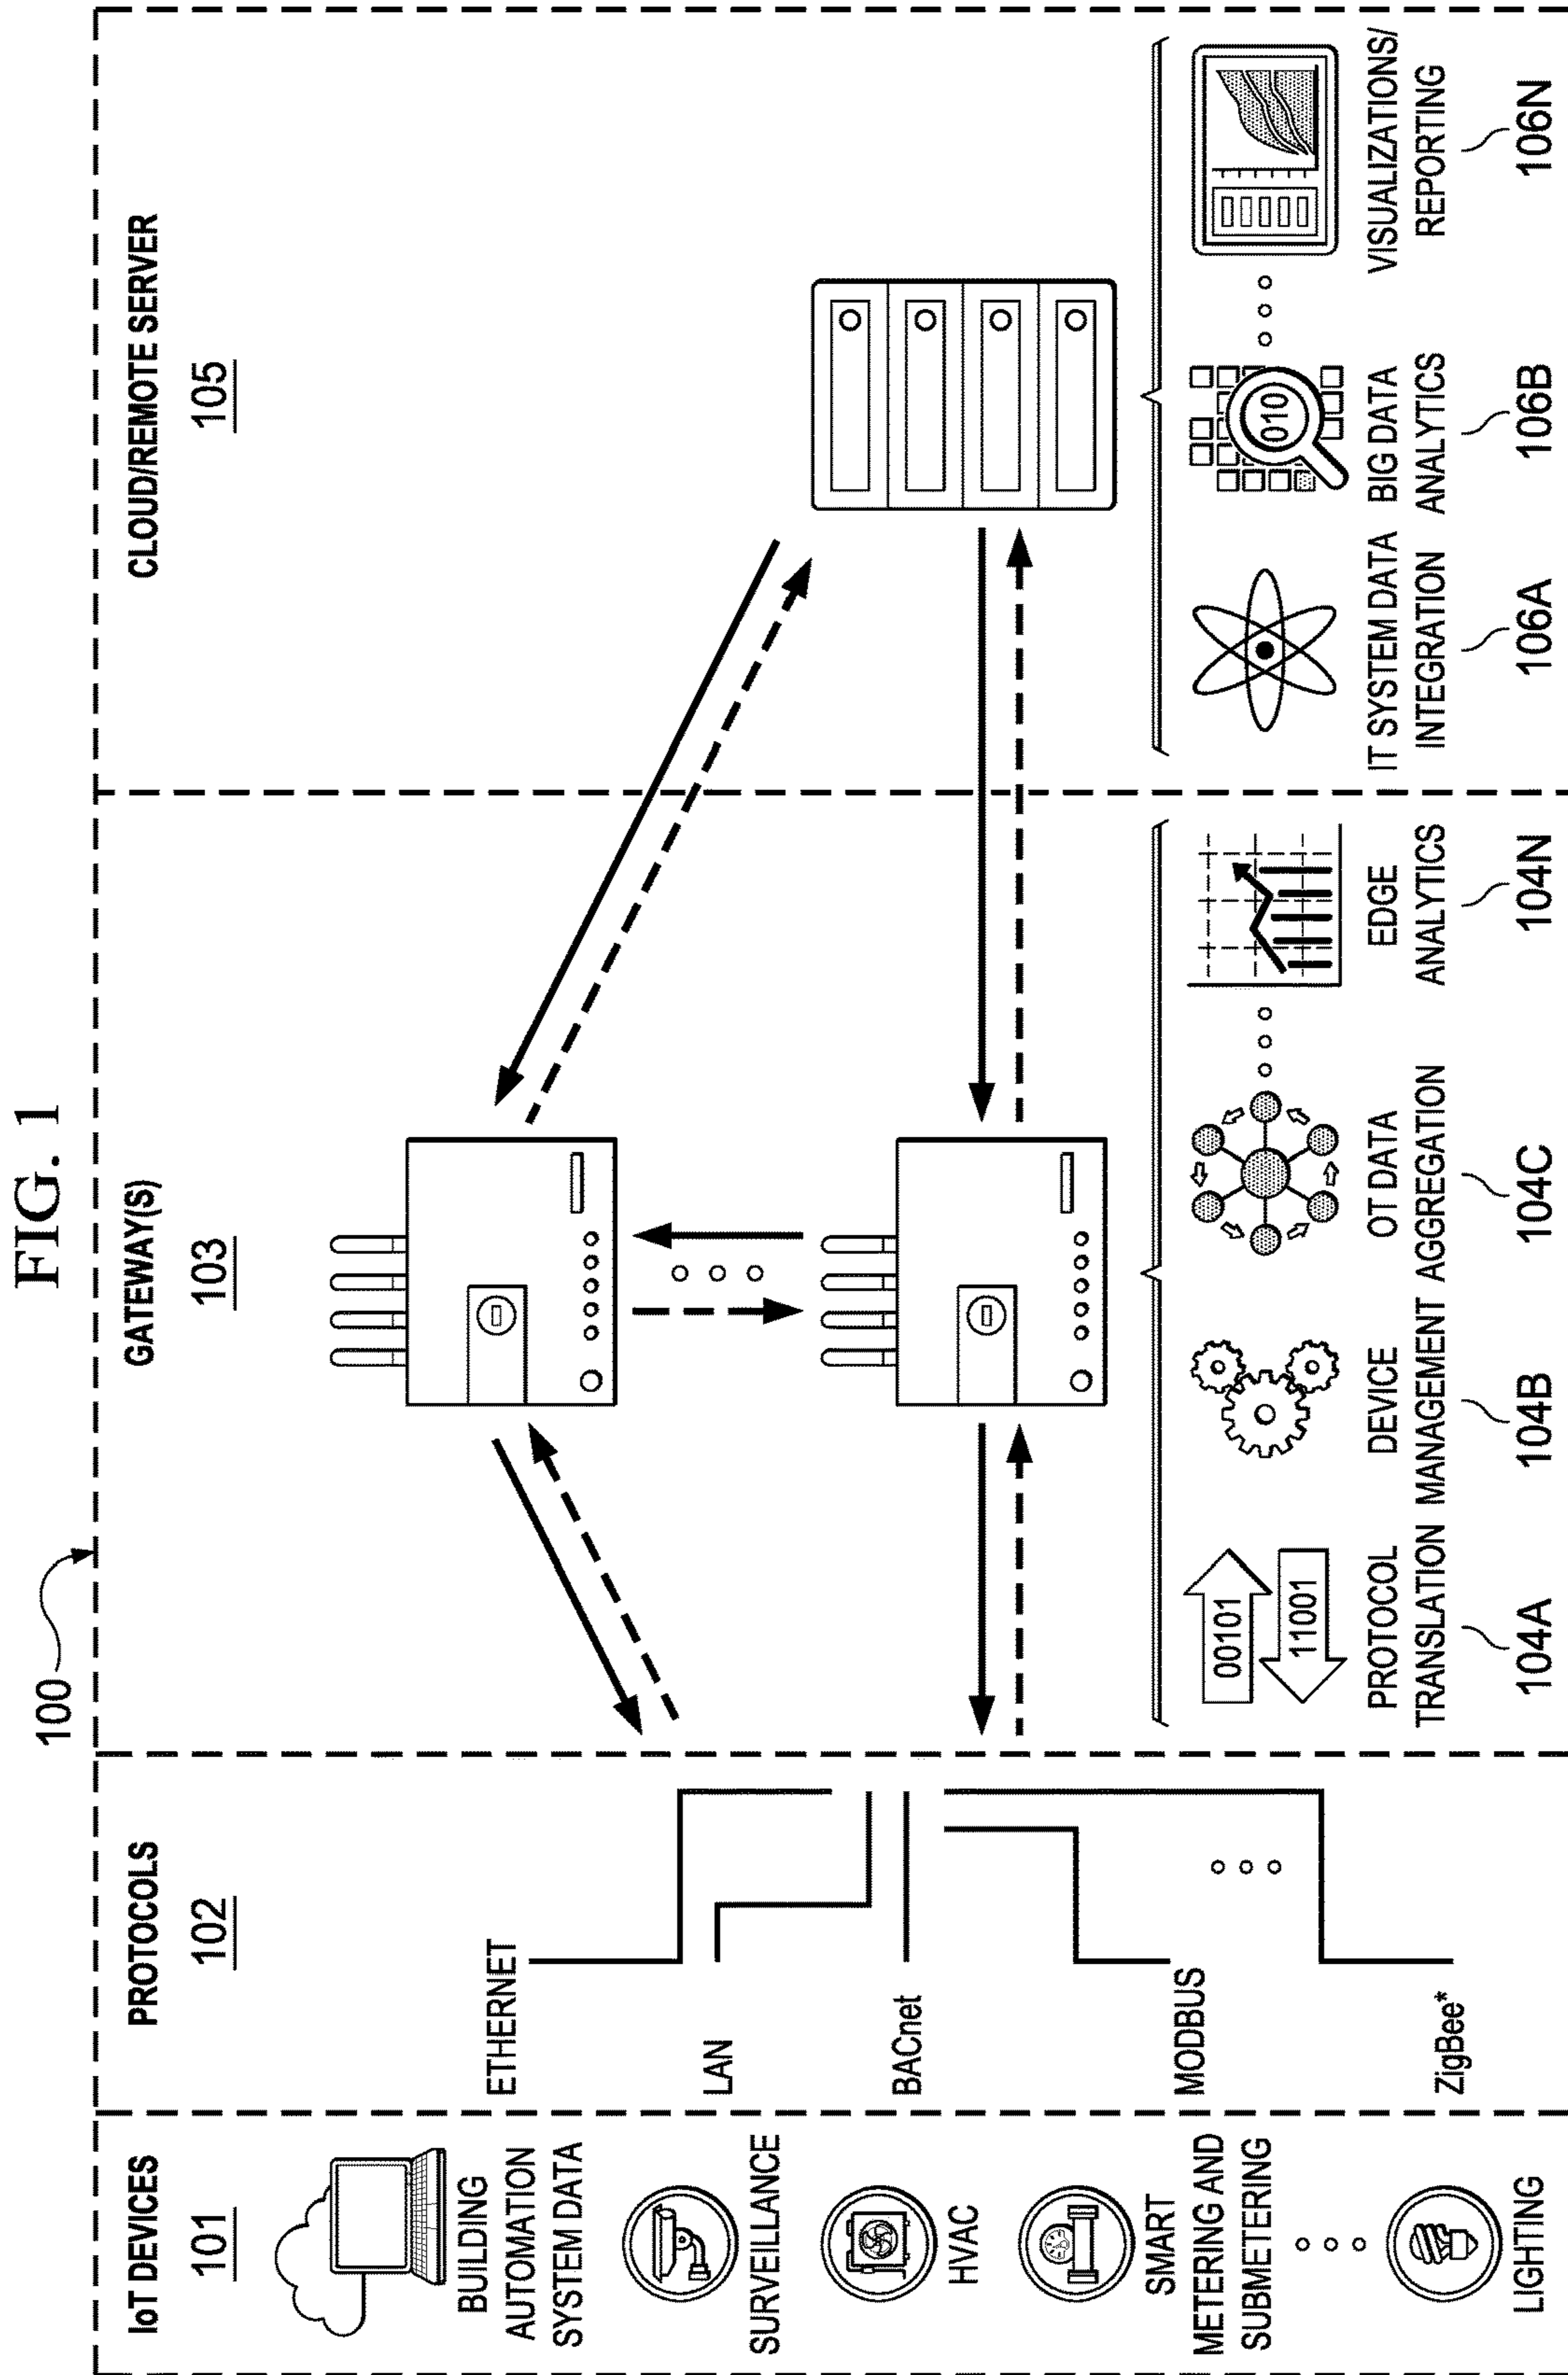 FIG. 1
100
IoT DEVICES
101
BUILDING
AUTOMATION
SYSTEM DATA
SURVEILLANCE
HVAC
SMART
METERING AND
SUBMETERING
LIGHTING
PROTOCOLS
102
ETHERNET
LAN
BACnet
MODBUS
ZigBee*
GATEWAY(S)
103
00101
11001
PROTOCOL
TRANSLATION
104A
DEVICE
MANAGEMENT
104B
OT DATA
AGGREGATION
104C
EDGE
ANALYTICS
104N
CLOUD/REMOTE SERVER
105
IT SYSTEM DATA
INTEGRATION
106A
010
BIG DATA
ANALYTICS
106B
VISUALIZATIONS/
REPORTING
106N